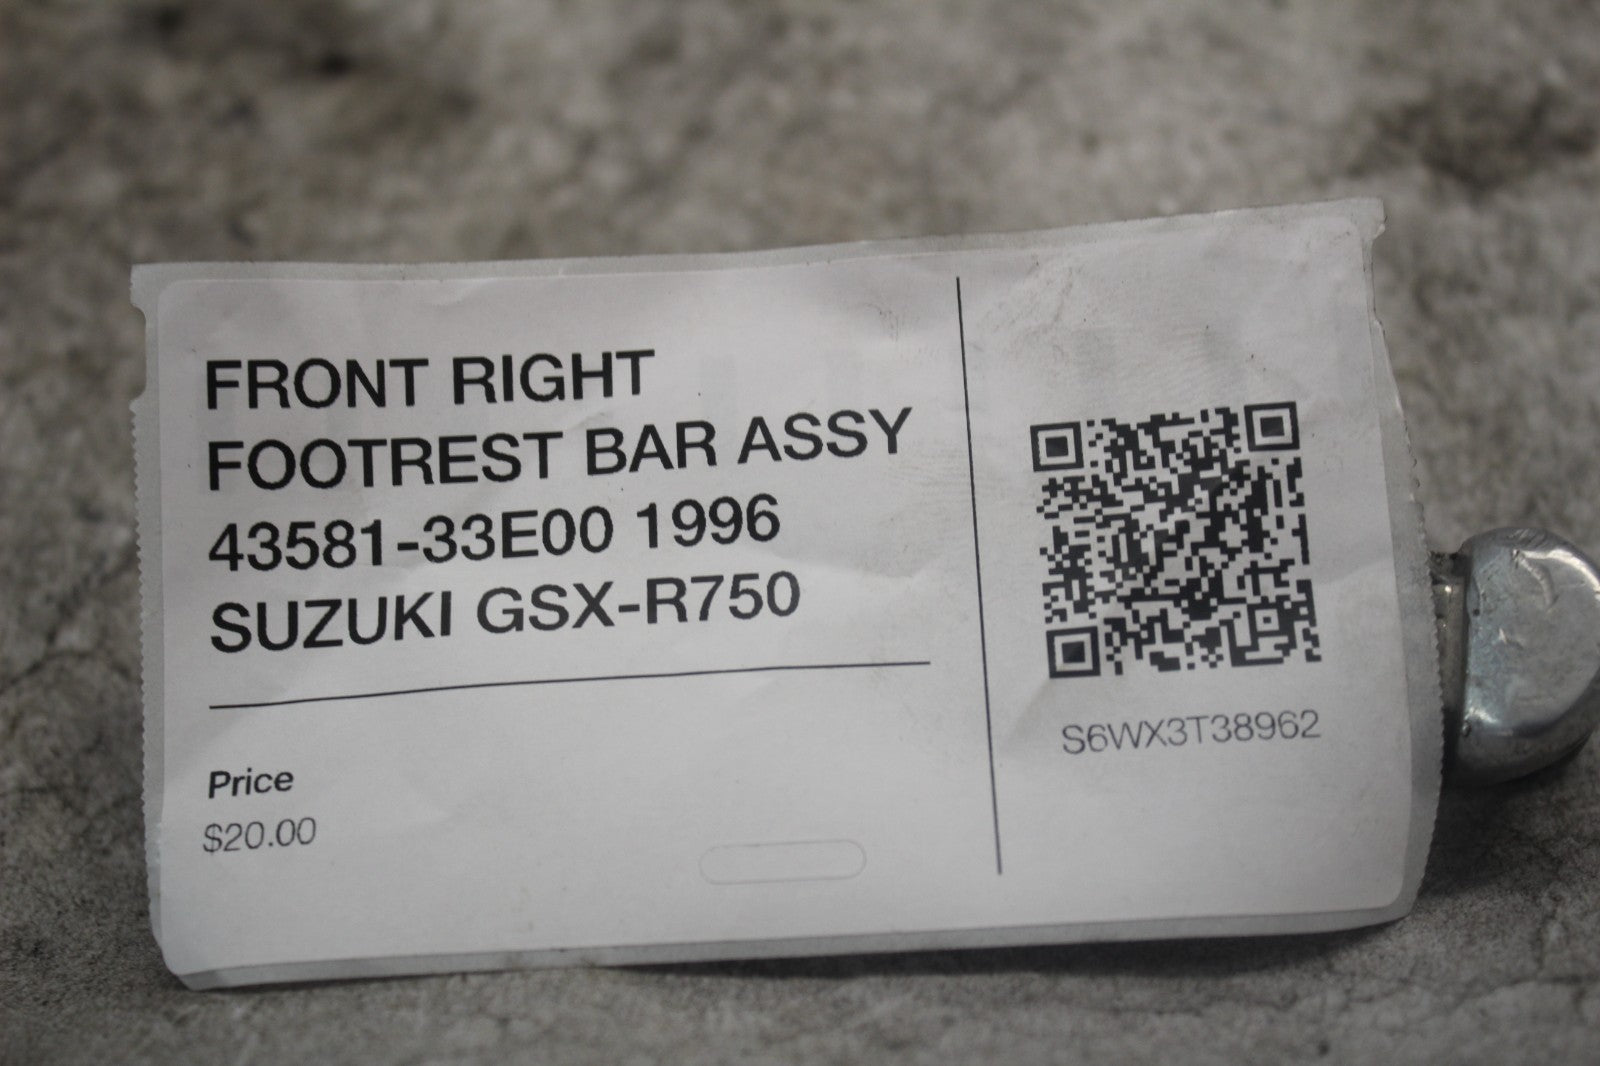 FRONT RIGHT
FOOTREST BAR ASSY
43581-33E00 1996
SUZUKI GSX-R750
Price
$20.00
S6WX3T38962